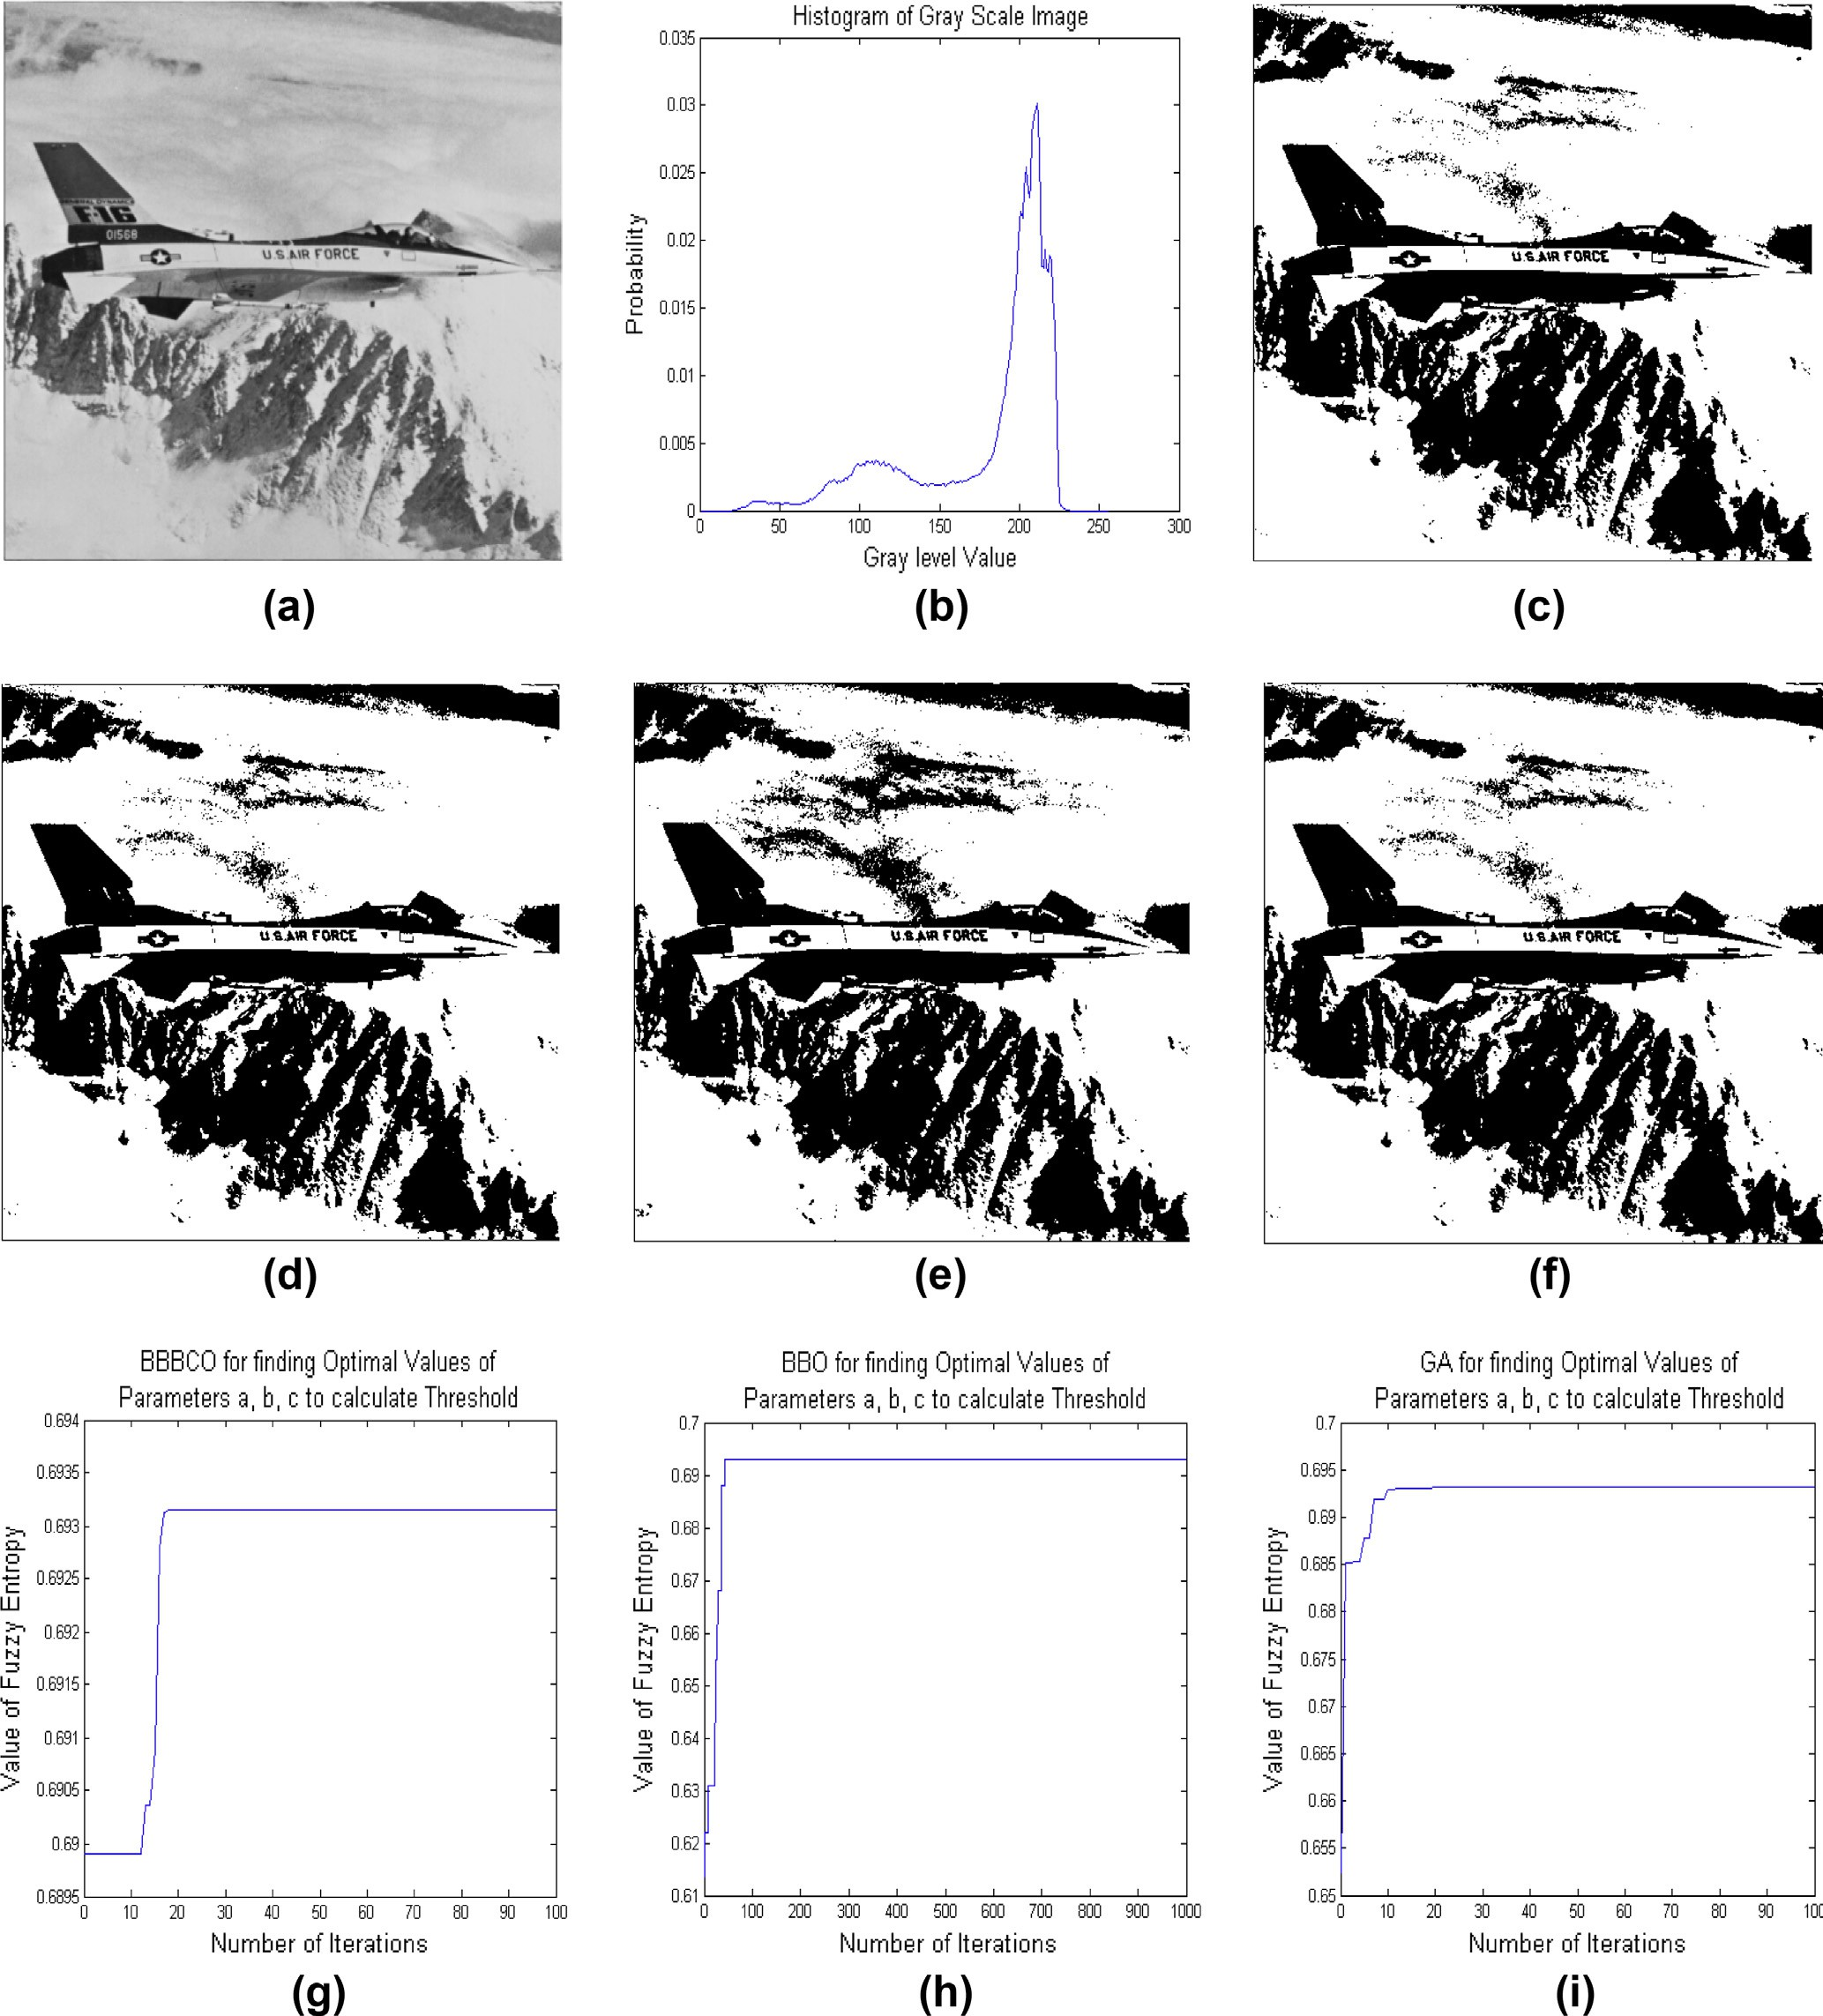 Histogram of Gray Scale Image
0.035
0.03
0.025
0.02
0.015
0.01
0.005
0
Probability
0 50 100 150 200 250 300
Gray level Value
F-16
01568
U.S.AIR FORCE
U.S.AIR FORCE
(a) (b) (c)
U.S.AIR FORCE
U.S.AIR FORCE
U.S.AIR FORCE
(d) (e) (f)
BBBCO for finding Optimal Values of
Parameters a, b, c to calculate Threshold
0.694
0.6935
0.693
0.6925
0.692
0.6915
0.691
0.6905
0.69
0.6895
Value of Fuzzy Entropy
0 10 20 30 40 50 60 70 80 90 100
Number of Iterations
(g)
BBO for finding Optimal Values of
Parameters a, b, c to calculate Threshold
0.7
0.69
0.68
0.67
0.66
0.65
0.64
0.63
0.62
0.61
Value of Fuzzy Entropy
0 100 200 300 400 500 600 700 800 900 1000
Number of Iterations
(h)
GA for finding Optimal Values of
Parameters a, b, c to calculate Threshold
0.7
0.695
0.69
0.685
0.68
0.675
0.67
0.665
0.66
0.655
0.65
Value of Fuzzy Entropy
0 10 20 30 40 50 60 70 80 90
Number of Iterations
(i)